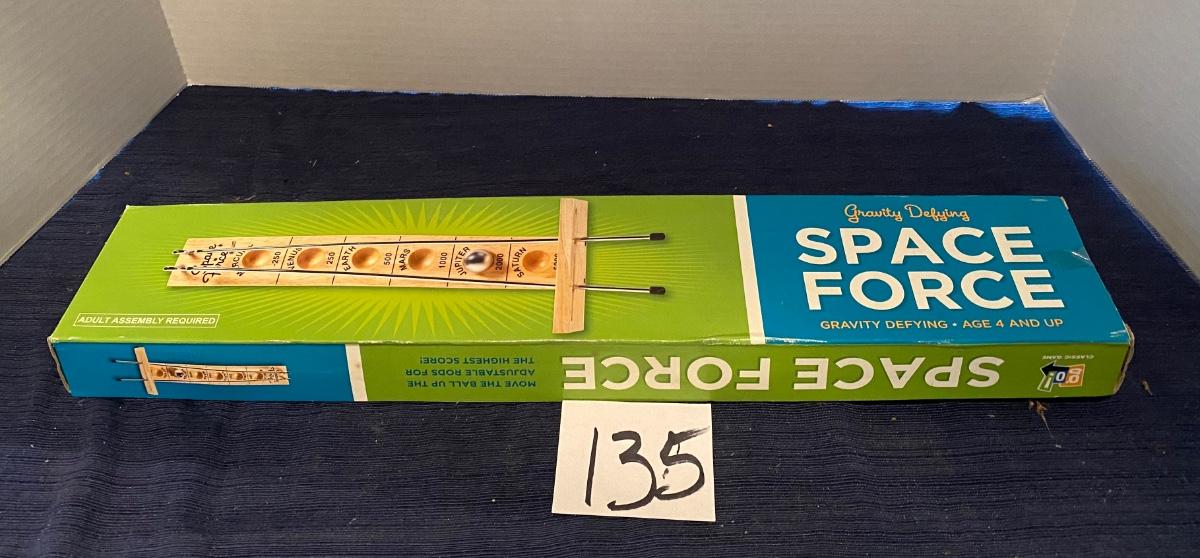 Gravity Defying
SPACE
FORCE
GRAVITY DEFYING • AGE 4 AND UP
EARTH
MARS
JUPITER
SATURN
250
250
500
1000
2000
ADULT ASSEMBLY REQUIRED
SPACE FORCE
MOVE THE BALL UP THE
ADJUSTABLE RODS FOR
THE HIGHEST SCORE!
CLASSIC GAME
135